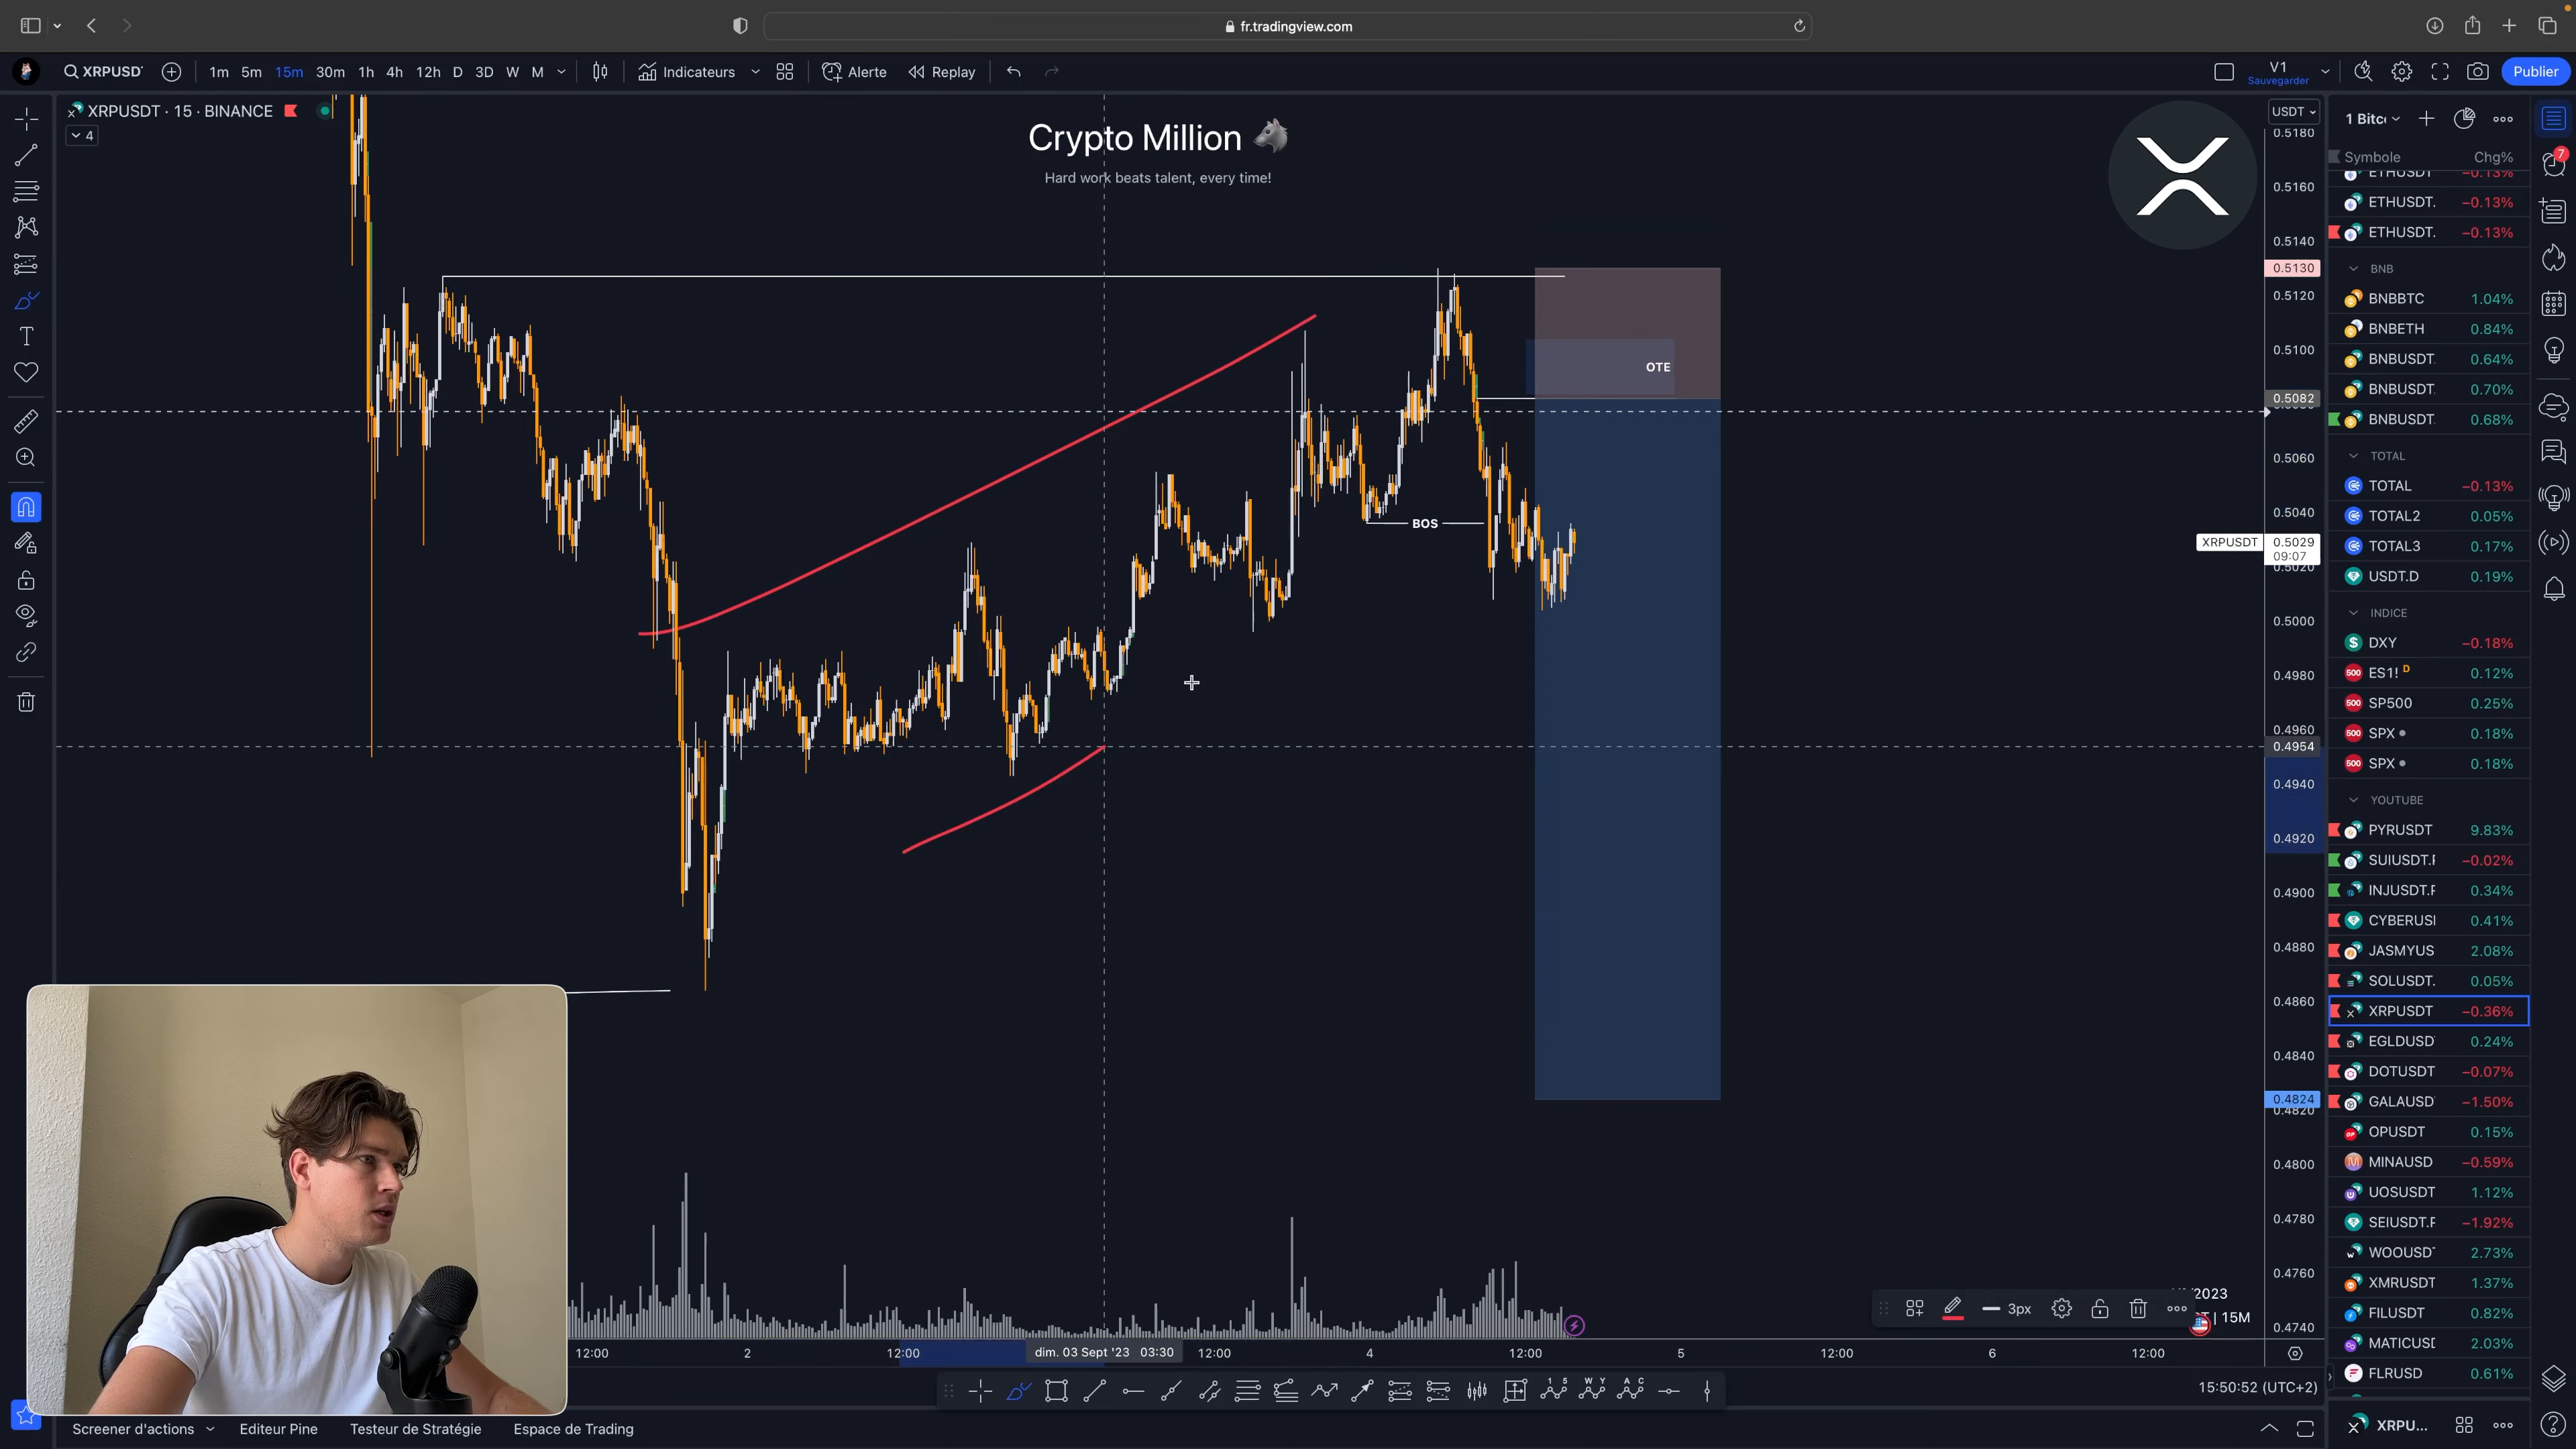 fr.tradingview.com
XRPUSDT
1m 5m 15m 30m 1h 4h 12h D 3D W M
Indicateurs
Alerte
Replay
V1
Sauvegarder
Publier
XRPUSDT · 15 · BINANCE
4
Crypto Million
Hard work beats talent, every time!
USDT
0.5180
0.5160
0.5140
0.5130
0.5120
0.5100
0.5082
0.5060
0.5040
XRPUSDT 0.5029
09:07
0.5020
0.5000
0.4980
0.4960
0.4954
0.4940
0.4920
0.4900
0.4880
0.4860
0.4840
0.4824
0.4820
0.4800
0.4780
0.4760
0.4740
OTE
BOS
1 Bitc
Symbole Chg%
ETHUSDT −0.13%
ETHUSDT. −0.13%
ETHUSDT. −0.13%
BNB
BNBBTC 1.04%
BNBETH 0.84%
BNBUSDT 0.64%
BNBUSDT 0.70%
BNBUSDT 0.68%
TOTAL
TOTAL −0.13%
TOTAL2 0.05%
TOTAL3 0.17%
USDT.D 0.19%
INDICE
DXY −0.18%
ES1! D 0.12%
SP500 0.25%
SPX 0.18%
SPX 0.18%
YOUTUBE
PYRUSDT 9.83%
SUIUSDT.F −0.02%
INJUSDT.F 0.34%
CYBERUSI 0.41%
JASMYUS 2.08%
SOLUSDT. 0.05%
XRPUSDT −0.36%
EGLDUSD 0.24%
DOTUSDT −0.07%
GALAUSD −1.50%
OPUSDT 0.15%
MINAUSD −0.59%
UOSUSDT 1.12%
SEIUSDT.F −1.92%
WOOUSD 2.73%
XMRUSDT 1.37%
FILUSDT 0.82%
MATICUSD 2.03%
FLRUSD 0.61%
7
3px
2023
T | 15M
12:00 2 12:00 dim. 03 Sept '23 03:30 12:00 4 12:00 5 12:00 6 12:00
15:50:52 (UTC+2)
Screener d'actions
Editeur Pine
Testeur de Stratégie
Espace de Trading
XRPU...